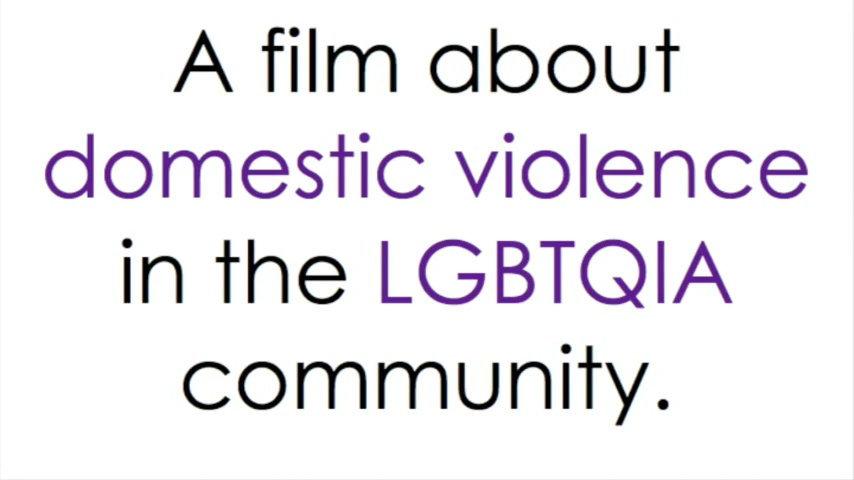 A film about
domestic violence
in the LGBTQIA
community.